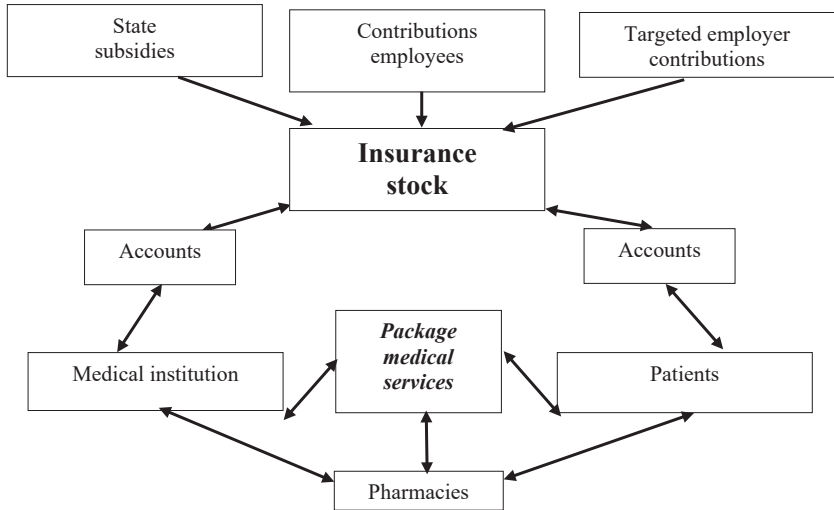 State
subsidies
Contributions
employees
Targeted employer
contributions
Insurance
stock
Accounts
Accounts
Medical institution
Package
medical
services
Patients
Pharmacies